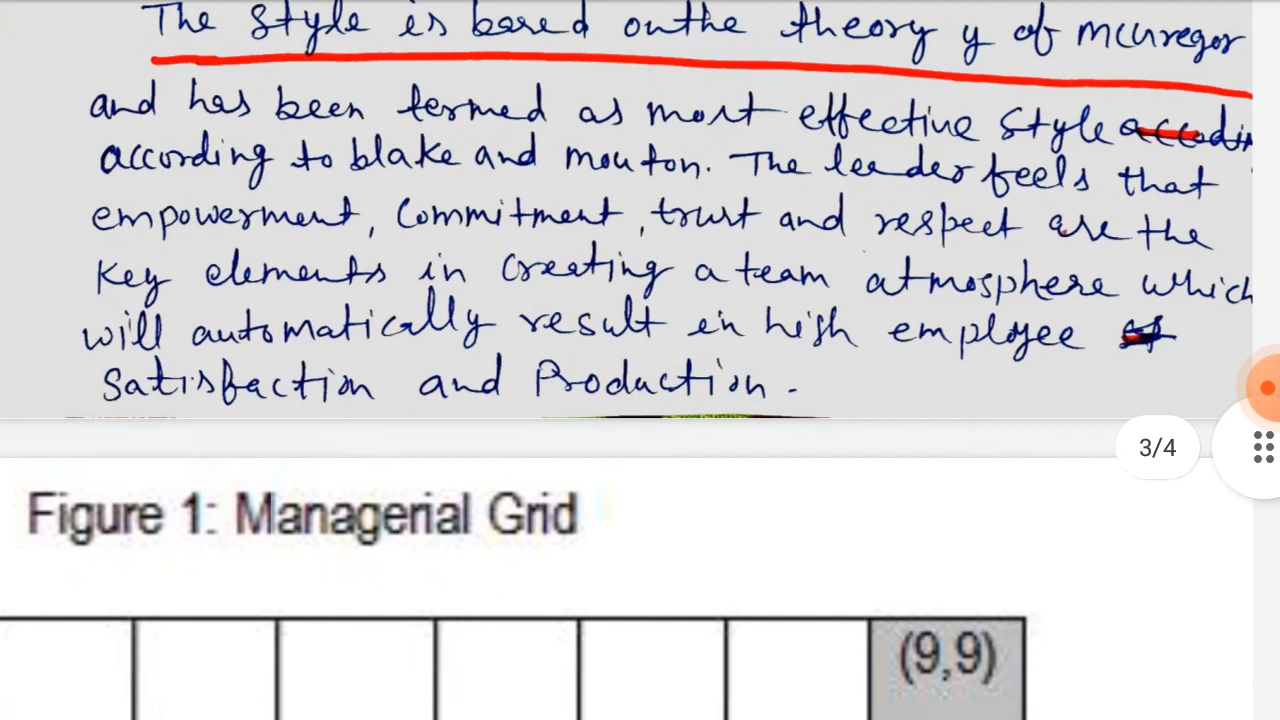 The style is based on the theory y of McGregor
and has been termed as most effective style accodin
according to blake and mouton. The leader feels that
empowerment, commitment, trust and respect are the
key elements in creating a team atmosphere which
will automatically result in high employee
satisfaction and Production.
3/4
Figure 1: Managerial Grid
(9,9)